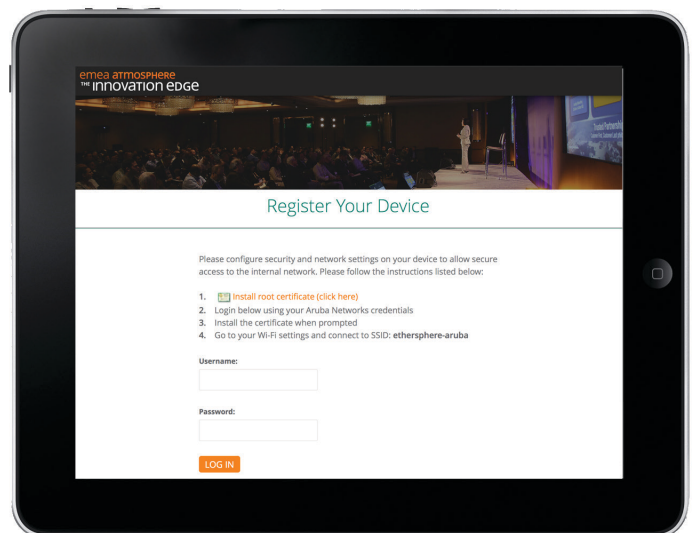 emea atmosphere
THE innovation edge
Trusted Partnership
Register Your Device
Please configure security and network settings on your device to allow secure
access to the internal network. Please follow the instructions listed below:
1. Install root certificate (click here)
2. Login below using your Aruba Networks credentials
3. Install the certificate when prompted
4. Go to your Wi-Fi settings and connect to SSID: ethersphere-aruba
Username:
Password:
LOG IN